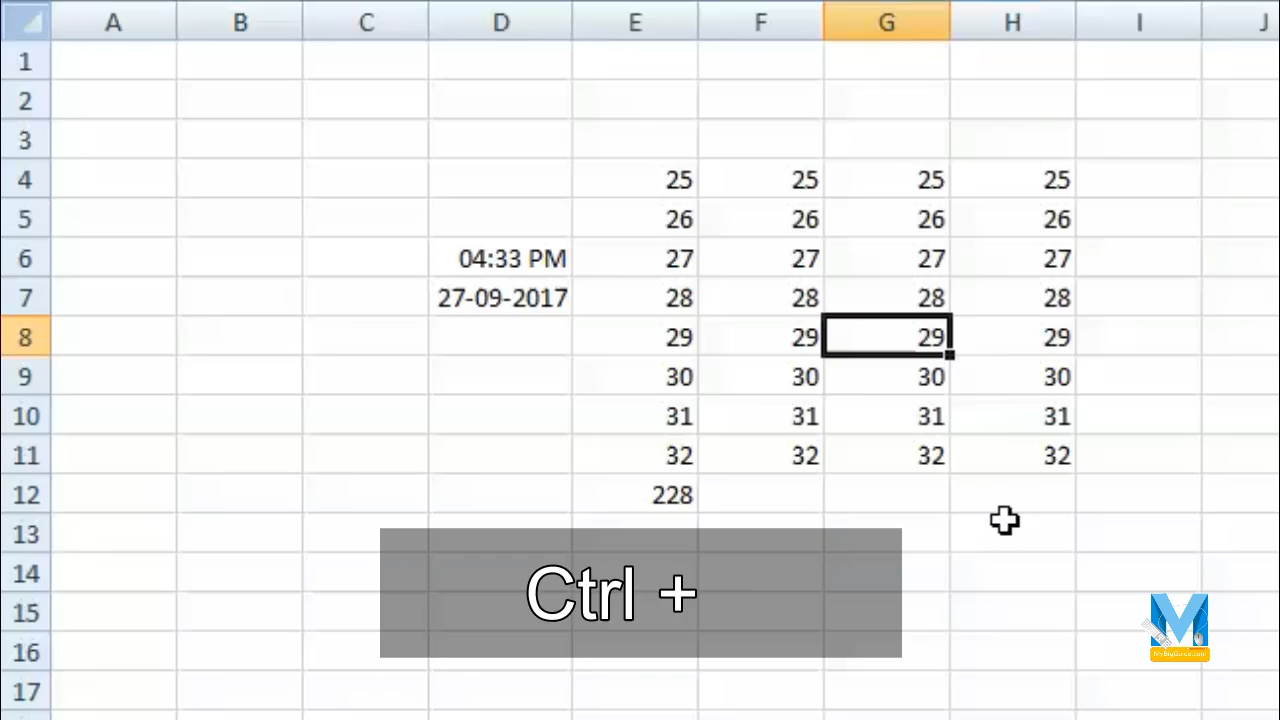 A B C D E F G H I J
1
2
3
4 25 25 25 25
5 26 26 26 26
6 04:33 PM 27 27 27 27
7 27-09-2017 28 28 28 28
8 29 29 29 29
9 30 30 30 30
10 31 31 31 31
11 32 32 32 32
12 228
13
14
Ctrl +
15
16
17
MyBigGuide.com